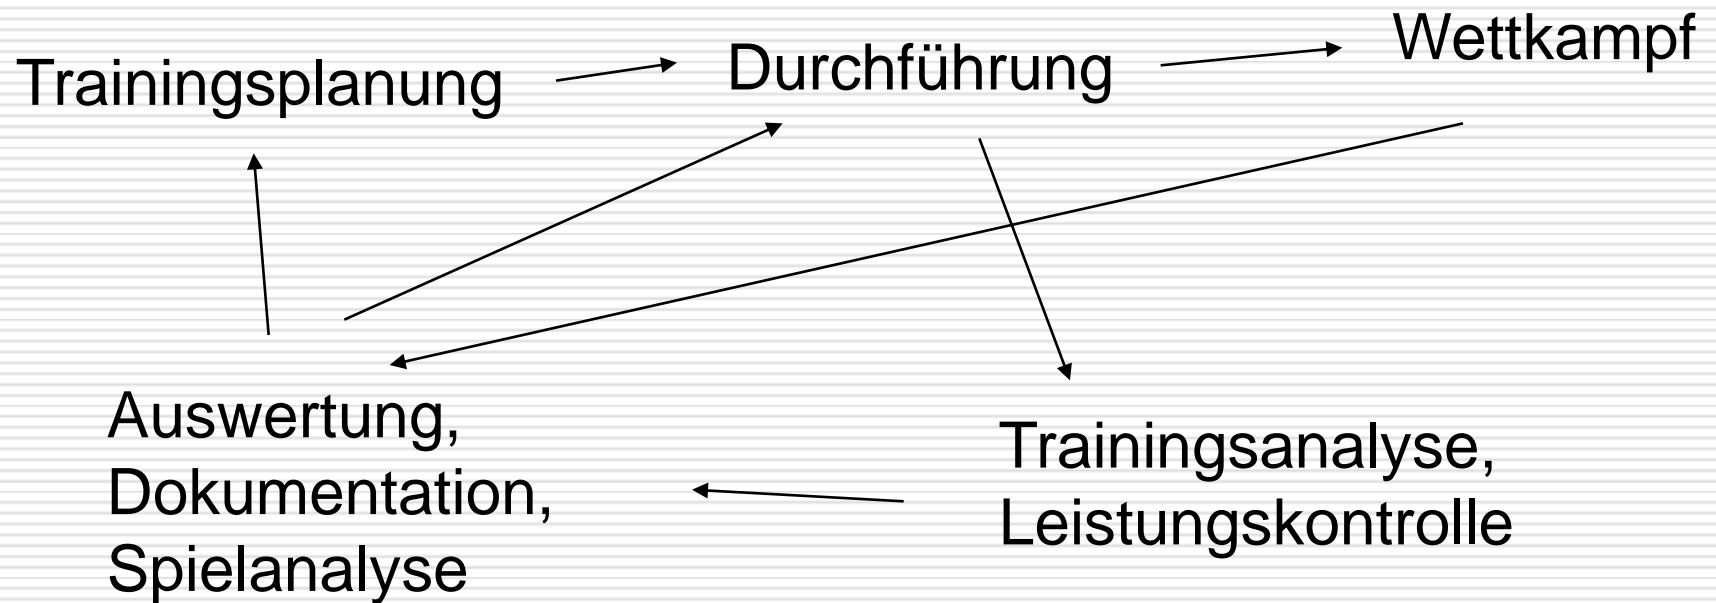 Trainingsplanung
Durchführung
Wettkampf
Auswertung,
Dokumentation,
Spielanalyse
Trainingsanalyse,
Leistungskontrolle